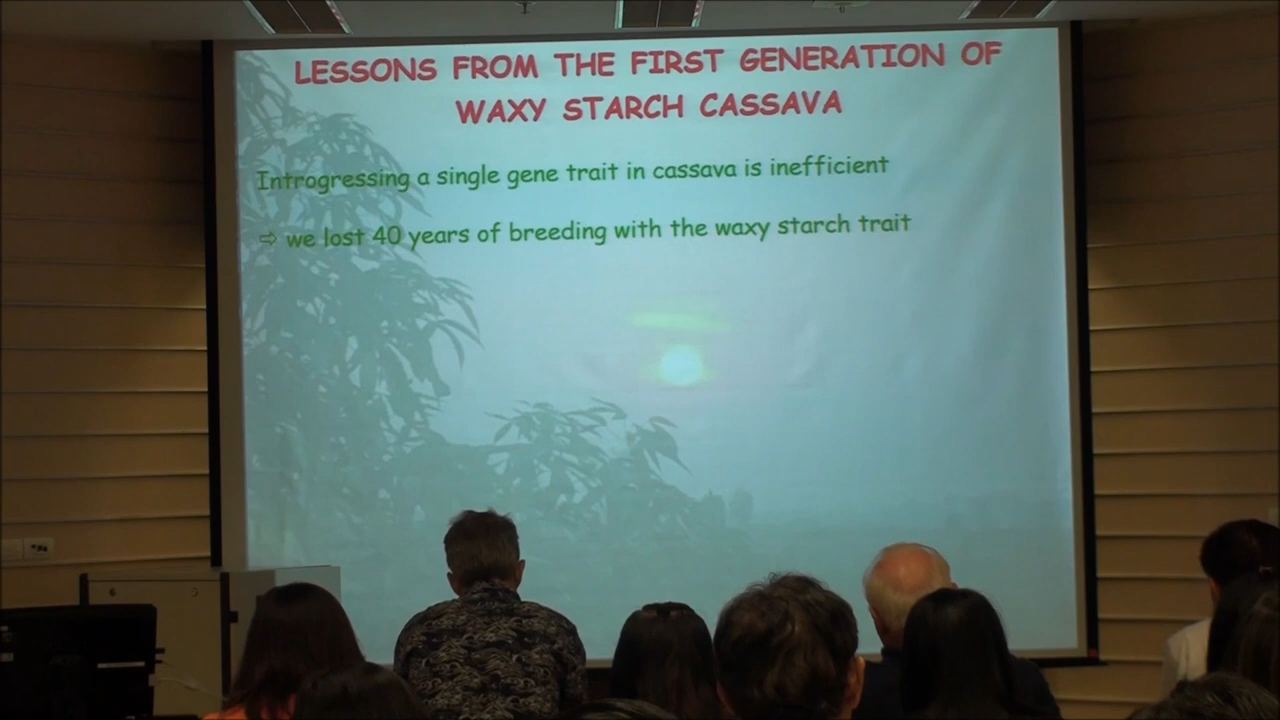 LESSONS FROM THE FIRST GENERATION OF
WAXY STARCH CASSAVA
Introgressing a single gene trait in cassava is inefficient
⇨ we lost 40 years of breeding with the waxy starch trait